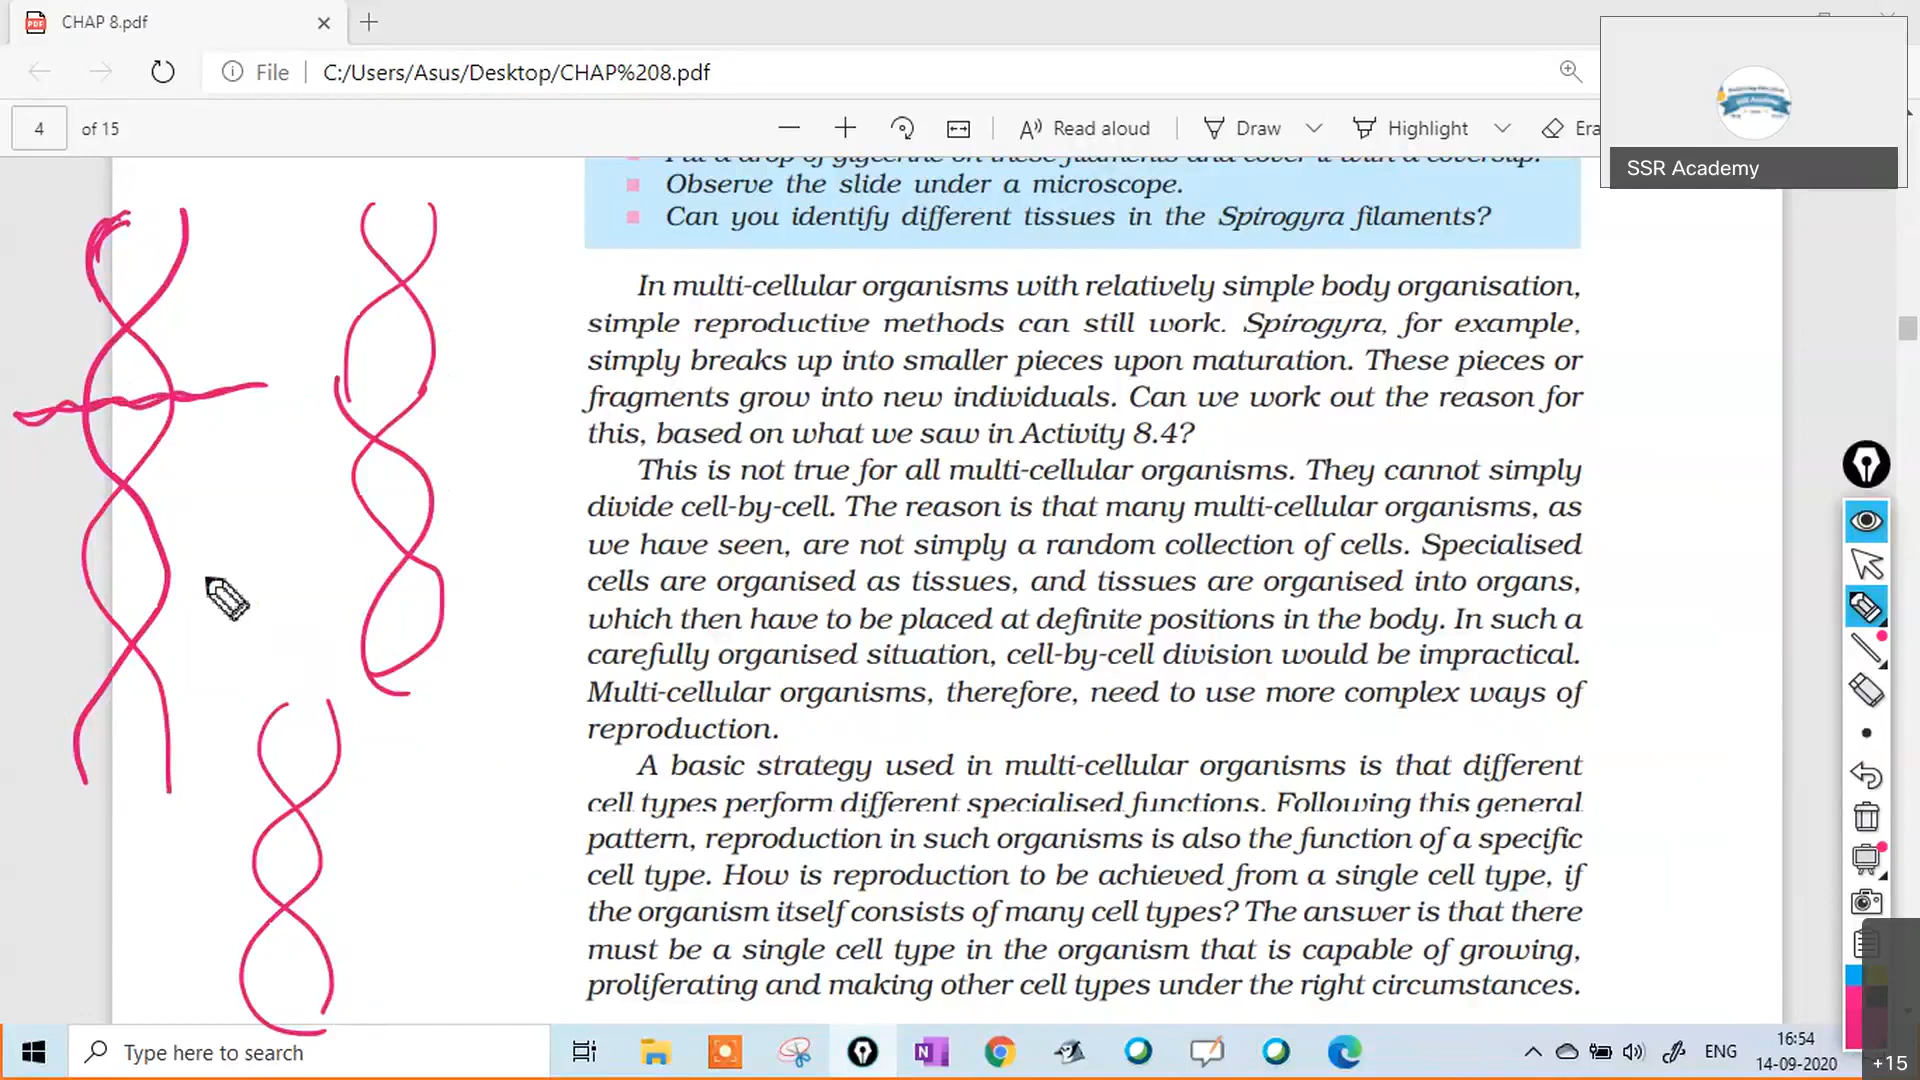 CHAP 8.pdf
File
C:/Users/Asus/Desktop/CHAP%208.pdf
4 of 15
Read aloud
Draw
Highlight
Era
SSR Academy
Put a drop of glycerine on these filaments and cover it with a coverslip.
Observe the slide under a microscope.
Can you identify different tissues in the Spirogyra filaments?
In multi-cellular organisms with relatively simple body organisation,
simple reproductive methods can still work. Spirogyra, for example,
simply breaks up into smaller pieces upon maturation. These pieces or
fragments grow into new individuals. Can we work out the reason for
this, based on what we saw in Activity 8.4?
This is not true for all multi-cellular organisms. They cannot simply
divide cell-by-cell. The reason is that many multi-cellular organisms, as
we have seen, are not simply a random collection of cells. Specialised
cells are organised as tissues, and tissues are organised into organs,
which then have to be placed at definite positions in the body. In such a
carefully organised situation, cell-by-cell division would be impractical.
Multi-cellular organisms, therefore, need to use more complex ways of
reproduction.
A basic strategy used in multi-cellular organisms is that different
cell types perform different specialised functions. Following this general
pattern, reproduction in such organisms is also the function of a specific
cell type. How is reproduction to be achieved from a single cell type, if
the organism itself consists of many cell types? The answer is that there
must be a single cell type in the organism that is capable of growing,
proliferating and making other cell types under the right circumstances.
Type here to search
ENG
16:54
14-09-2020
+15